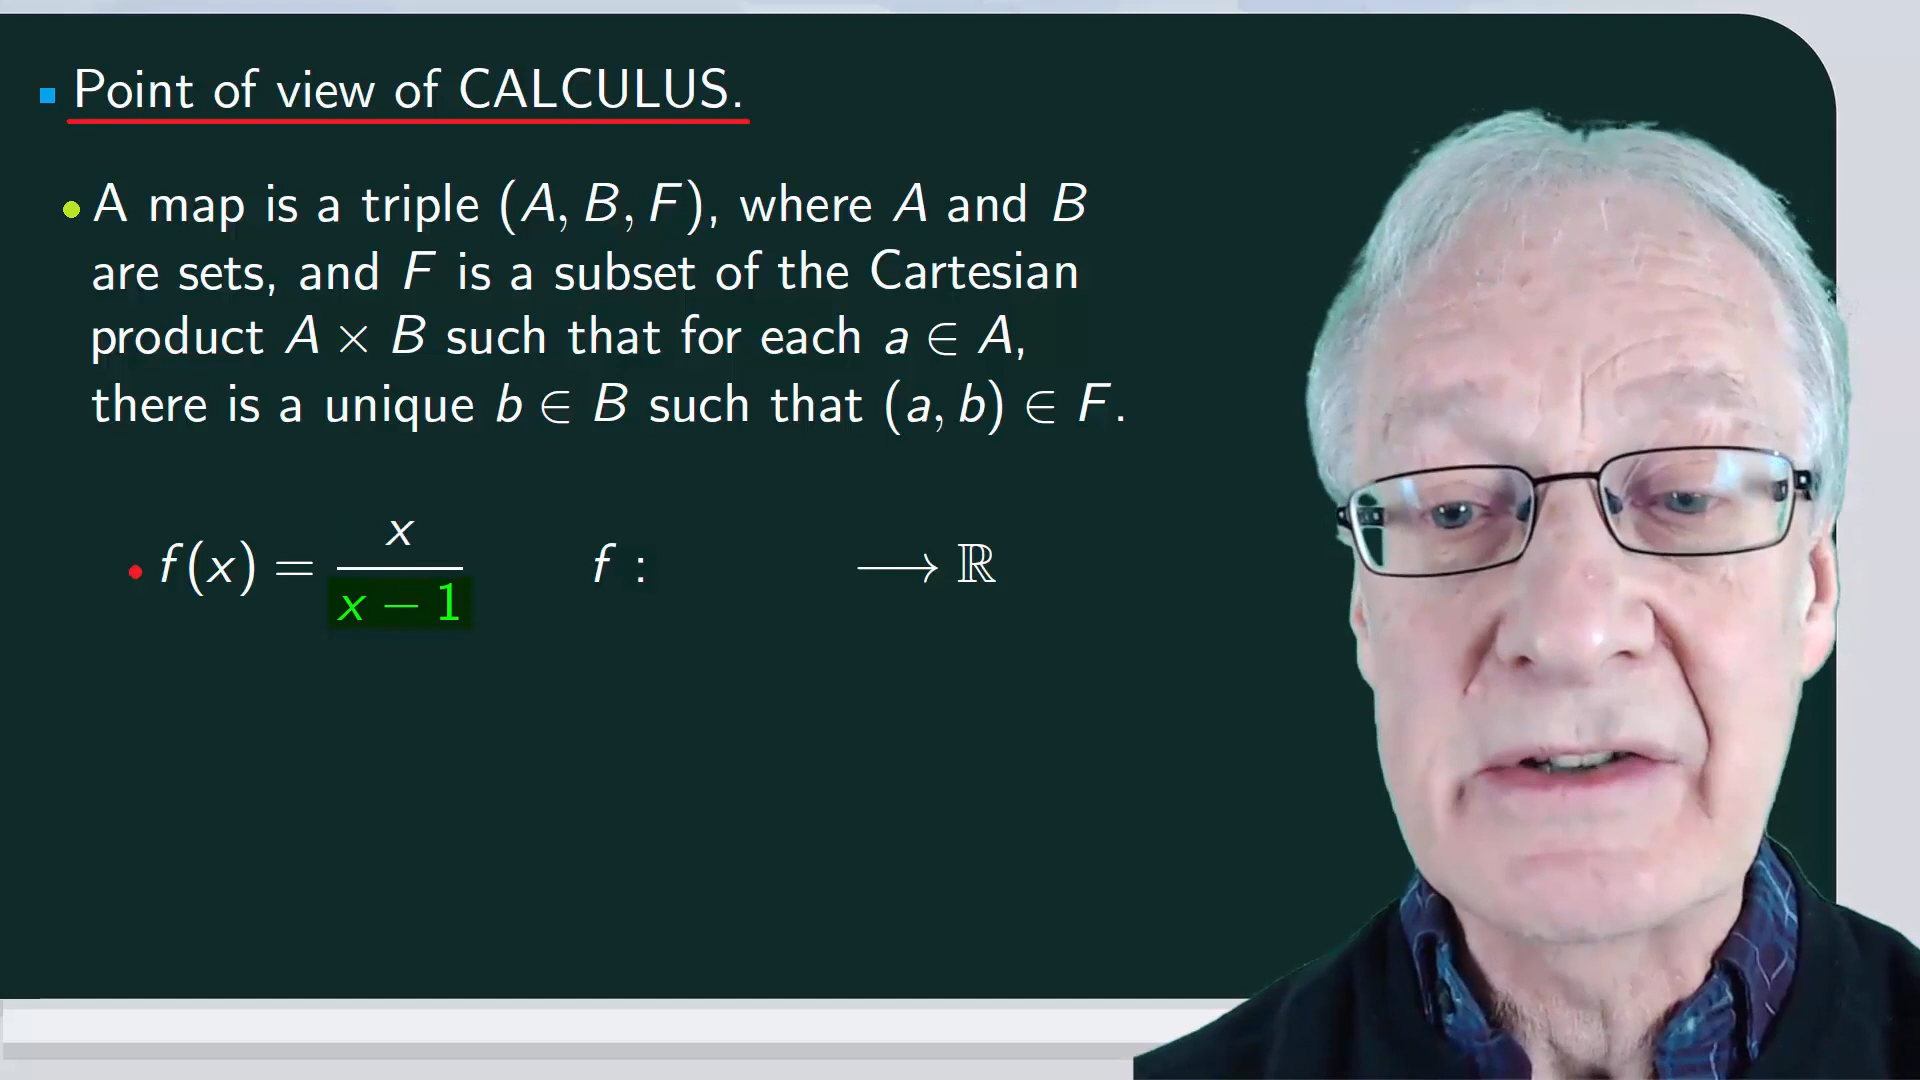 Point of view of CALCULUS.
A map is a triple (A, B, F), where A and B
are sets, and F is a subset of the Cartesian
product A × B such that for each a ∈ A,
there is a unique b ∈ B such that (a, b) ∈ F.
f(x) = x / x − 1    f :    ⟶ ℝ